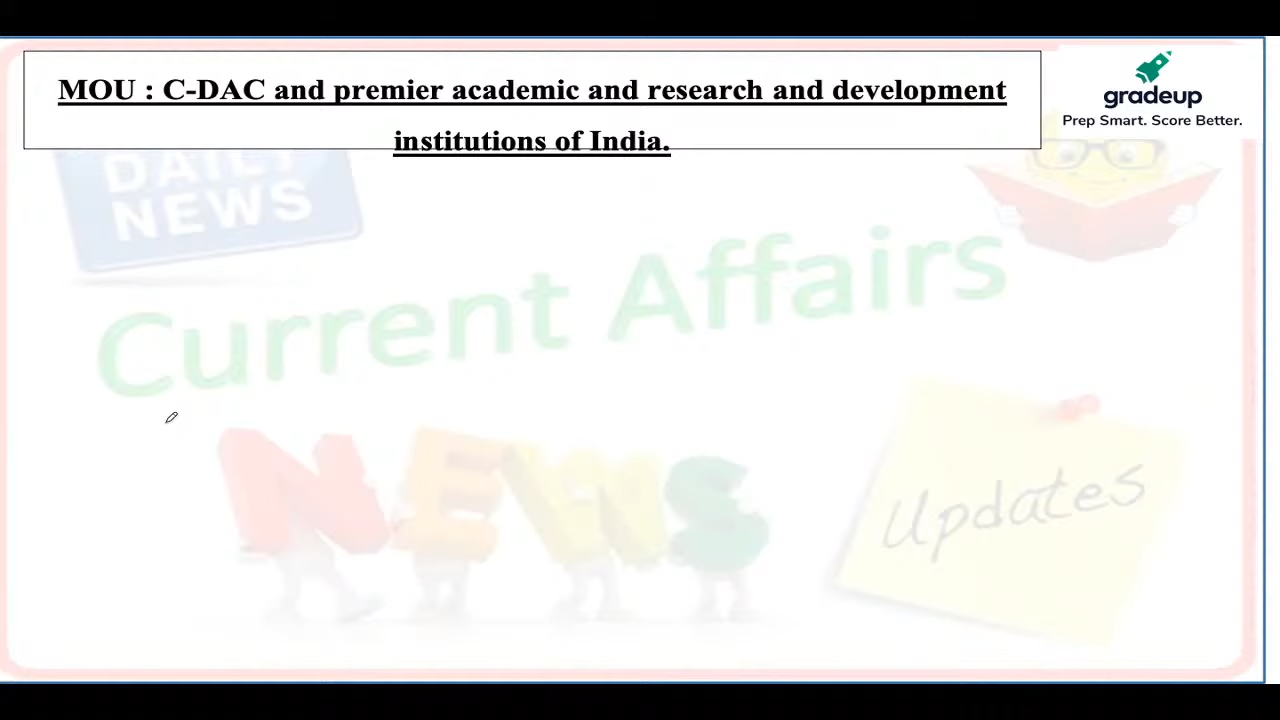 MOU : C-DAC and premier academic and research and development
institutions of India.
gradeup
Prep Smart. Score Better.
DAILY
NEWS
Current Affairs
NEWS
Updates